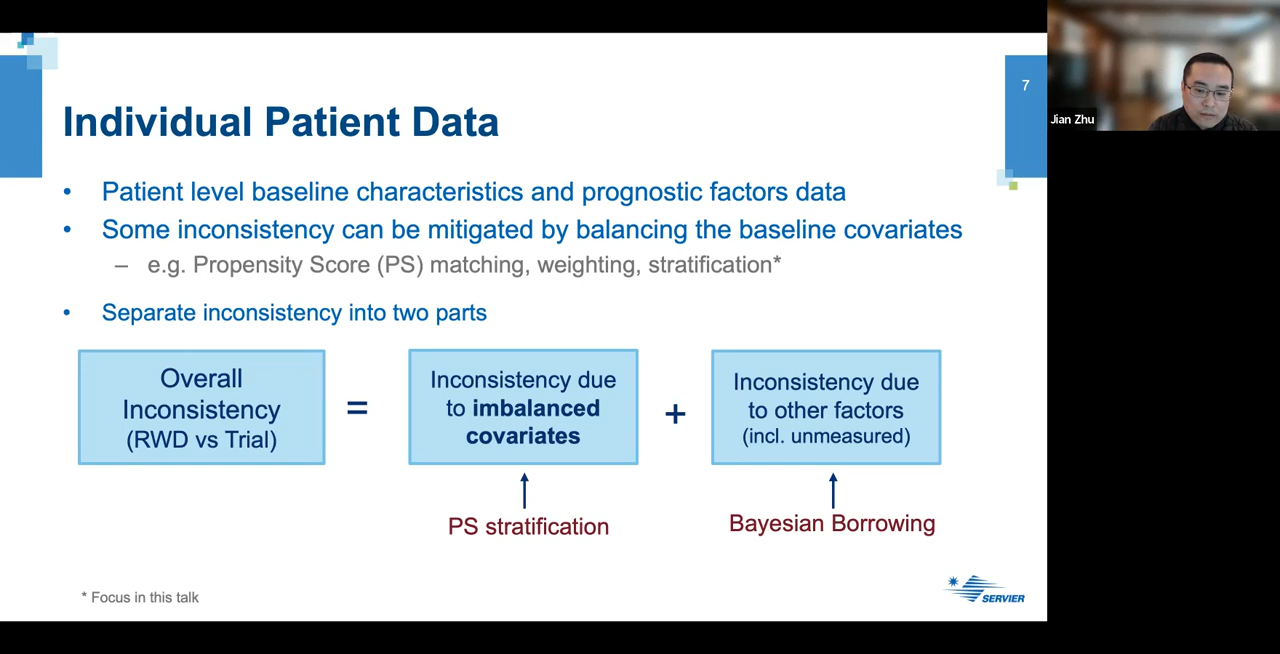 7
Jian Zhu
Individual Patient Data
• Patient level baseline characteristics and prognostic factors data
• Some inconsistency can be mitigated by balancing the baseline covariates
– e.g. Propensity Score (PS) matching, weighting, stratification*
• Separate inconsistency into two parts
Overall
Inconsistency
(RWD vs Trial)
=
Inconsistency due
to imbalanced
covariates
+
Inconsistency due
to other factors
(incl. unmeasured)
PS stratification
Bayesian Borrowing
* Focus in this talk
SERVIER